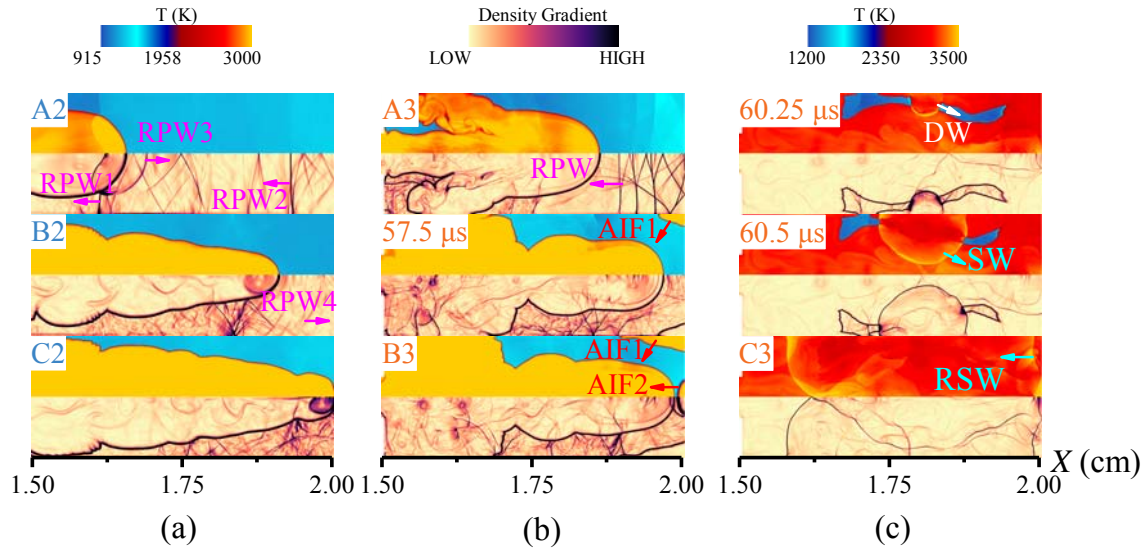 T (K)
915 1958 3000
Density Gradient
LOW HIGH
T (K)
1200 2350 3500
A2
RPW3
RPW1
RPW2
B2
RPW4
C2
1.50 1.75 2.00
(a)
A3
RPW
57.5 μs
AIF1
B3
AIF1
AIF2
1.50 1.75 2.00
(b)
60.25 μs
DW
60.5 μs
SW
C3
RSW
1.50 1.75 2.00
X (cm)
(c)